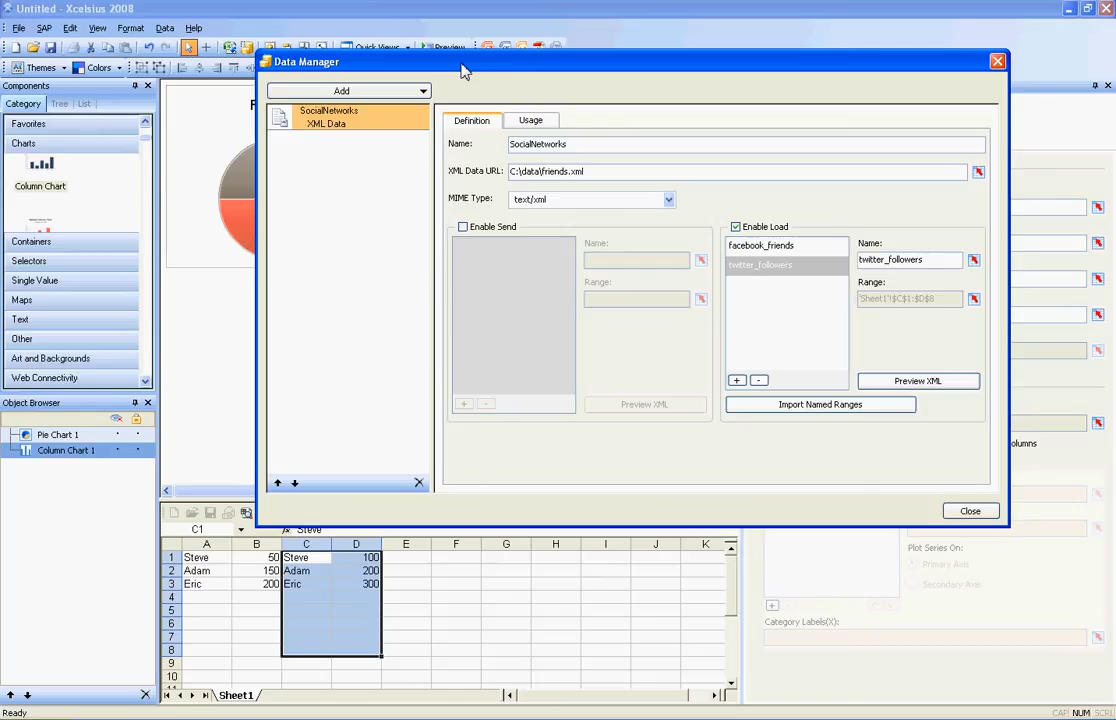 Untitled - Xcelsius 2008
File SAP Edit View Format Data Help
Quick Views Preview
Themes Colors
Components
Category Tree List
Favorites
Charts
Column Chart
Containers
Selectors
Single Value
Maps
Text
Other
Art and Backgrounds
Web Connectivity
Object Browser
Pie Chart 1
Column Chart 1
Data Manager
Add
SocialNetworks
XML Data
Definition Usage
Name: SocialNetworks
XML Data URL: C:\data\friends.xml
MIME Type: text/xml
Enable Send
Name:
Range:
+ -
Preview XML
Enable Load
facebook_friends
twitter_followers
Name:
twitter_followers
Range:
'Sheet1'!$C$1:$D$8
+ -
Preview XML
Import Named Ranges
Close
C1 fx Steve
A B C D E F G H I J K
1 Steve 50 Steve 100
2 Adam 150 Adam 200
3 Eric 200 Eric 300
4
5
6
7
8
9
10
11
Sheet1
olumns
Plot Series On:
Primary Axis
Secondary Axis
+
Category Labels(X):
Ready
CAP NUM SCRL